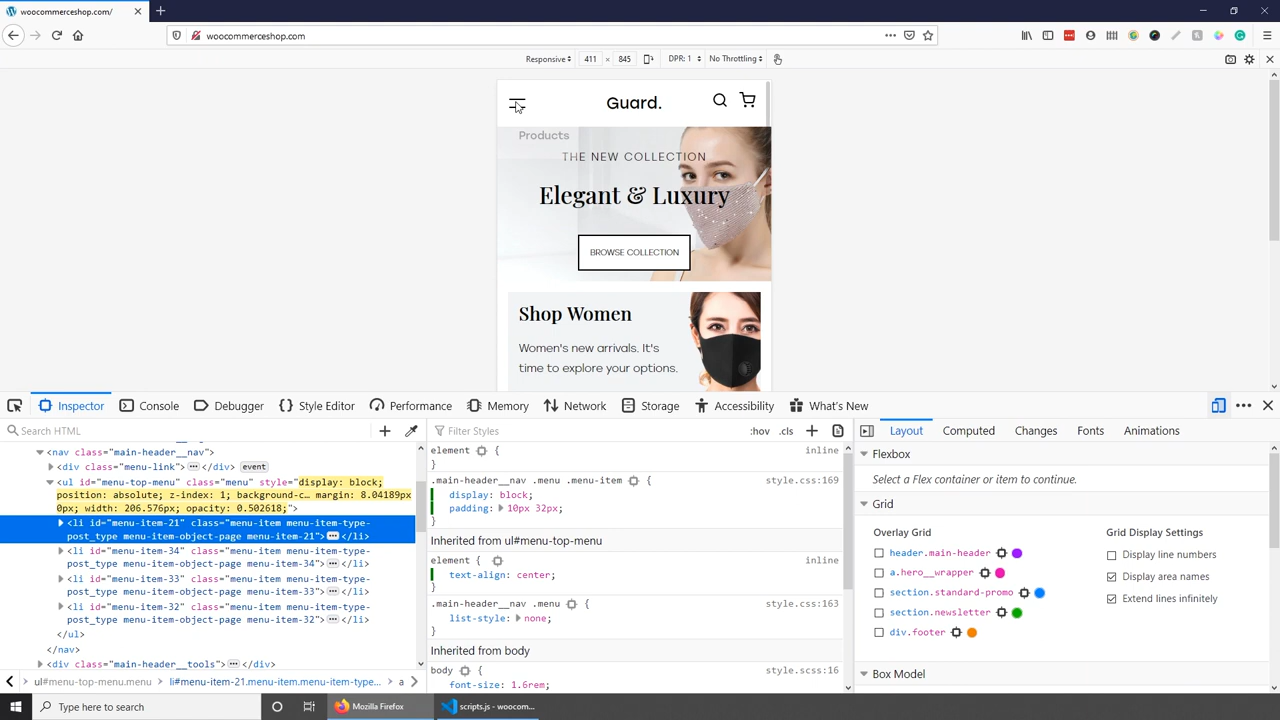 woocommerceshop.com/
woocommerceshop.com
Responsive 411 × 845 DPR: 1 No Throttling
Guard.
Products
THE NEW COLLECTION
Elegant & Luxury
BROWSE COLLECTION
Shop Women
Women's new arrivals. It's
time to explore your options.
Inspector Console Debugger Style Editor Performance Memory Network Storage Accessibility What's New
Search HTML
<nav class="main-header__nav">
<div class="menu-link"> </div> event
<ul id="menu-top-menu" class="menu" style="display: block;
position: absolute; z-index: 1; background-c… margin: 8.04189px
0px; width: 206.576px; opacity: 0.502618;">
<li id="menu-item-21" class="menu-item menu-item-type-
post_type menu-item-object-page menu-item-21"> </li>
<li id="menu-item-34" class="menu-item menu-item-type-
post_type menu-item-object-page menu-item-34"> </li>
<li id="menu-item-33" class="menu-item menu-item-type-
post_type menu-item-object-page menu-item-33"> </li>
<li id="menu-item-32" class="menu-item menu-item-type-
post_type menu-item-object-page menu-item-32"> </li>
</ul>
</nav>
<div class="main-header__tools"> </div>
ul#menu-top-menu.menu li#menu-item-21.menu-item.menu-item-type… a
Filter Styles :hov .cls
element { inline
}
.main-header__nav .menu .menu-item { style.css:169
display: block;
padding: 10px 32px;
}
Inherited from ul#menu-top-menu
element { inline
text-align: center;
}
.main-header__nav .menu { style.css:163
list-style: none;
}
Inherited from body
body { style.scss:16
font-size: 1.6rem;
Layout Computed Changes Fonts Animations
Flexbox
Select a Flex container or item to continue.
Grid
Overlay Grid
header.main-header
a.hero__wrapper
section.standard-promo
section.newsletter
div.footer
Grid Display Settings
Display line numbers
Display area names
Extend lines infinitely
Box Model
Type here to search
Mozilla Firefox
scripts.js - woocom...